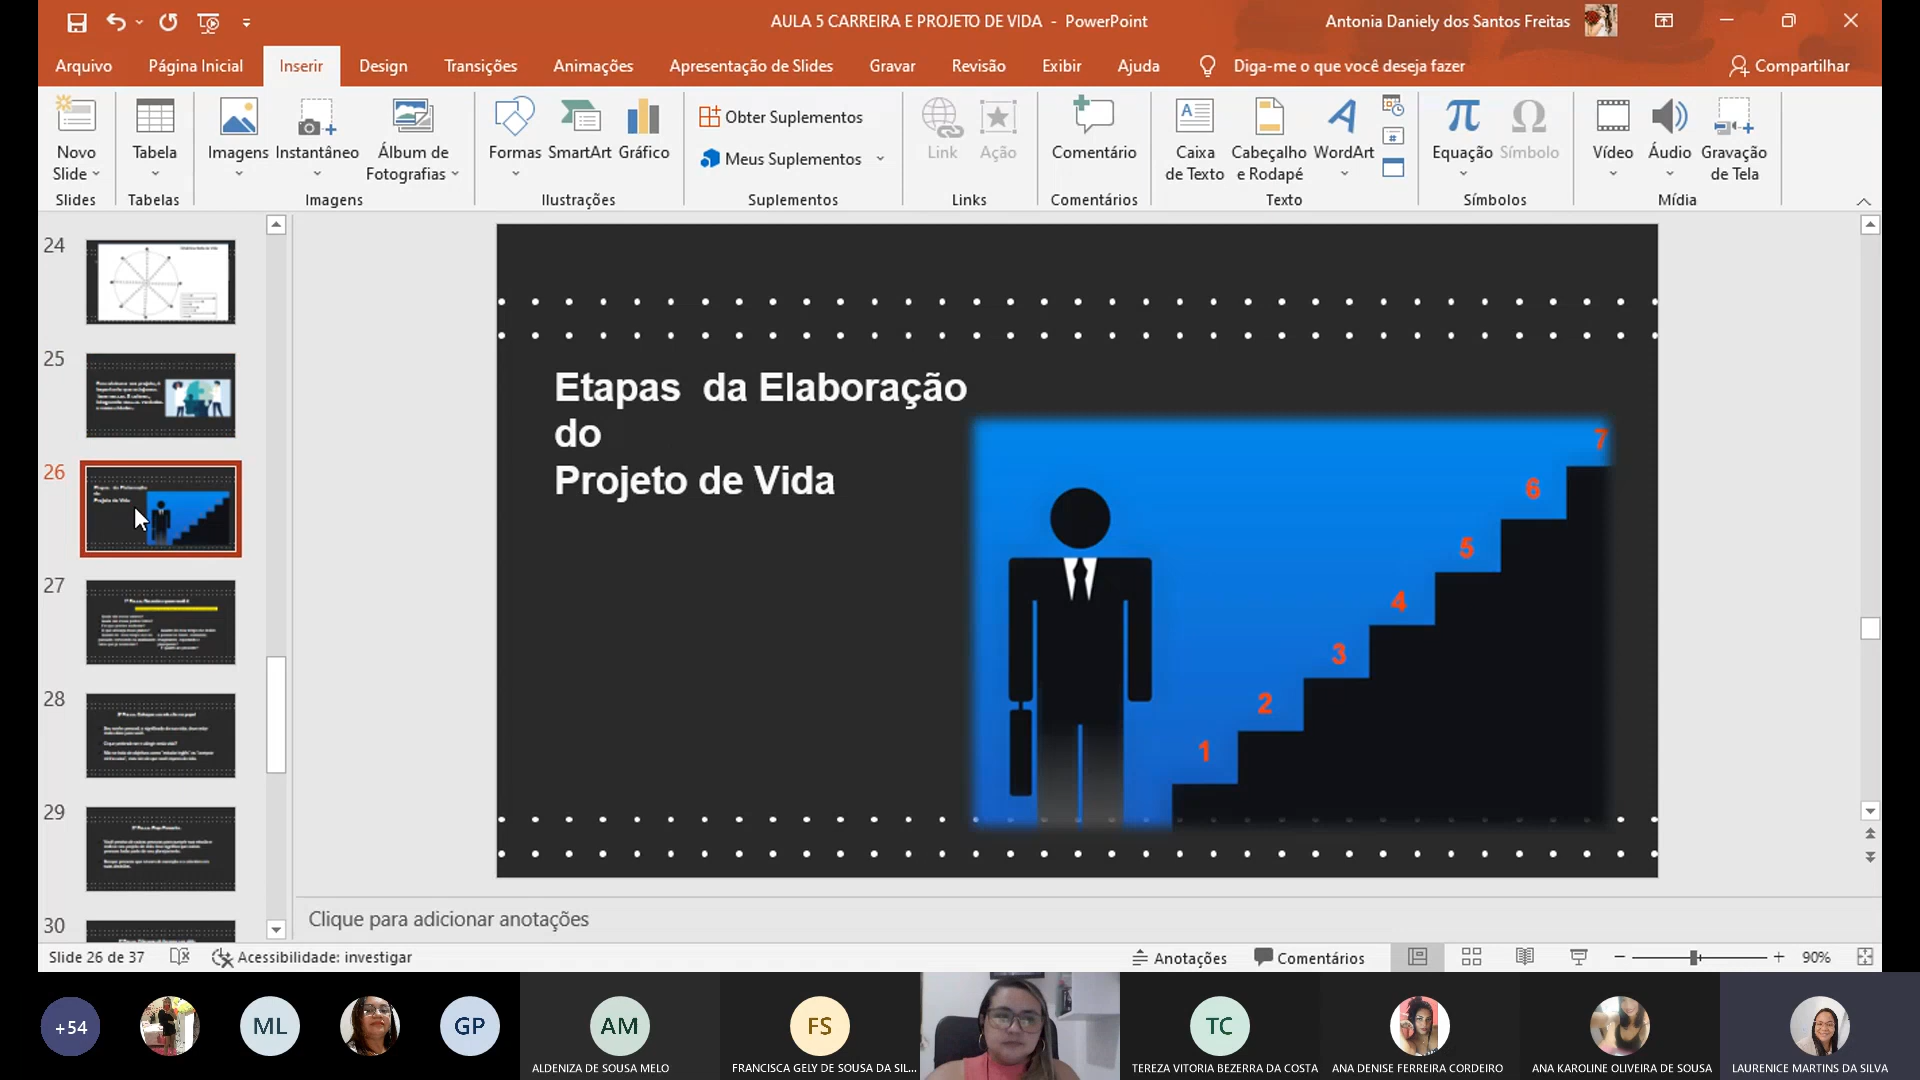 AULA 5 CARREIRA E PROJETO DE VIDA - PowerPoint
Antonia Daniely dos Santos Freitas
Arquivo
Página Inicial
Inserir
Design
Transições
Animações
Apresentação de Slides
Gravar
Revisão
Exibir
Ajuda
Diga-me o que você deseja fazer
Compartilhar
Novo
Slide
Tabela
Imagens
Instantâneo
Álbum de
Fotografias
Formas
SmartArt
Gráfico
Obter Suplementos
Meus Suplementos
Link
Ação
Comentário
Caixa
de Texto
Cabeçalho
e Rodapé
WordArt
Equação
Símbolo
Vídeo
Áudio
Gravação
de Tela
Slides
Tabelas
Imagens
Ilustrações
Suplementos
Links
Comentários
Texto
Símbolos
Mídia
24
25
26
27
28
29
30
Etapas da Elaboração
do
Projeto de Vida
7
6
5
4
3
2
1
Clique para adicionar anotações
Slide 26 de 37
Acessibilidade: investigar
Anotações
Comentários
90%
+54
ML
GP
AM
ALDENIZA DE SOUSA MELO
FS
FRANCISCA GELY DE SOUSA DA SIL...
TC
TEREZA VITORIA BEZERRA DA COSTA
ANA DENISE FERREIRA CORDEIRO
ANA KAROLINE OLIVEIRA DE SOUSA
LAURENICE MARTINS DA SILVA